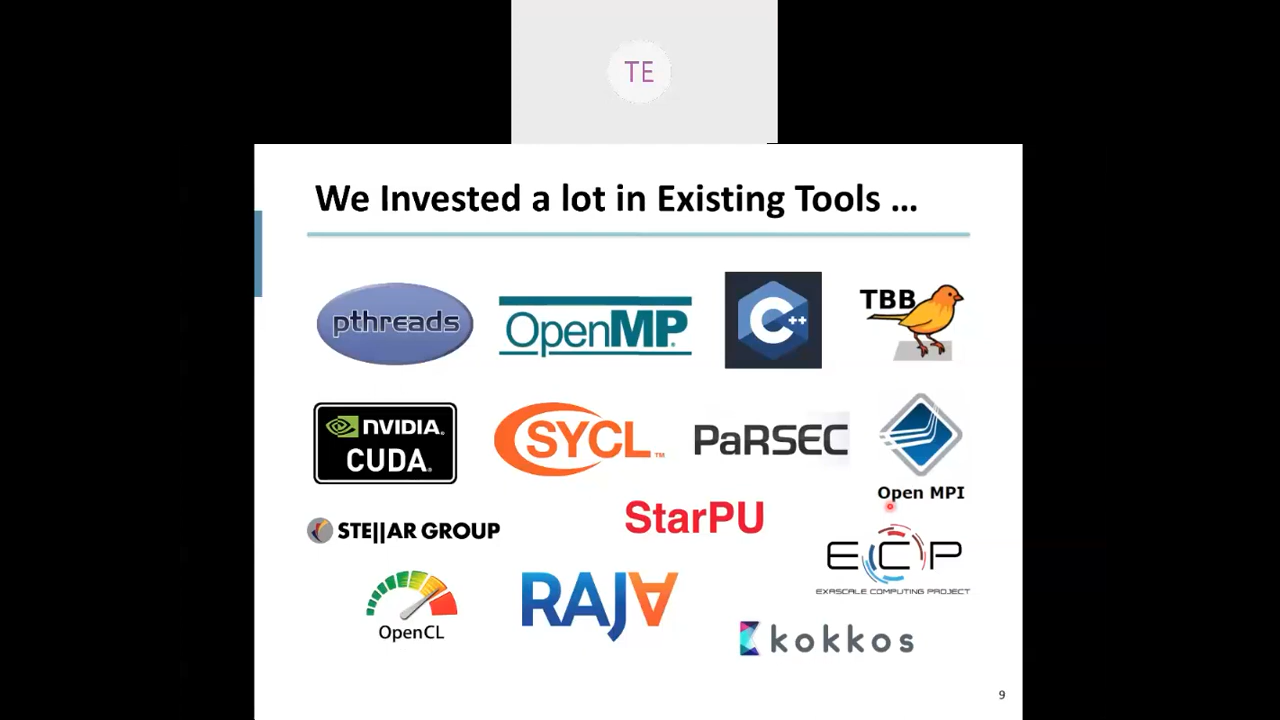 TE
We Invested a lot in Existing Tools ...
pthreads
OpenMP®
C++
TBB
NVIDIA®
CUDA®
SYCL™
PaRSEC
Open MPI
STE||AR GROUP
StarPU
ECP
EXASCALE COMPUTING PROJECT
OpenCL
RAJA
kokkos
9